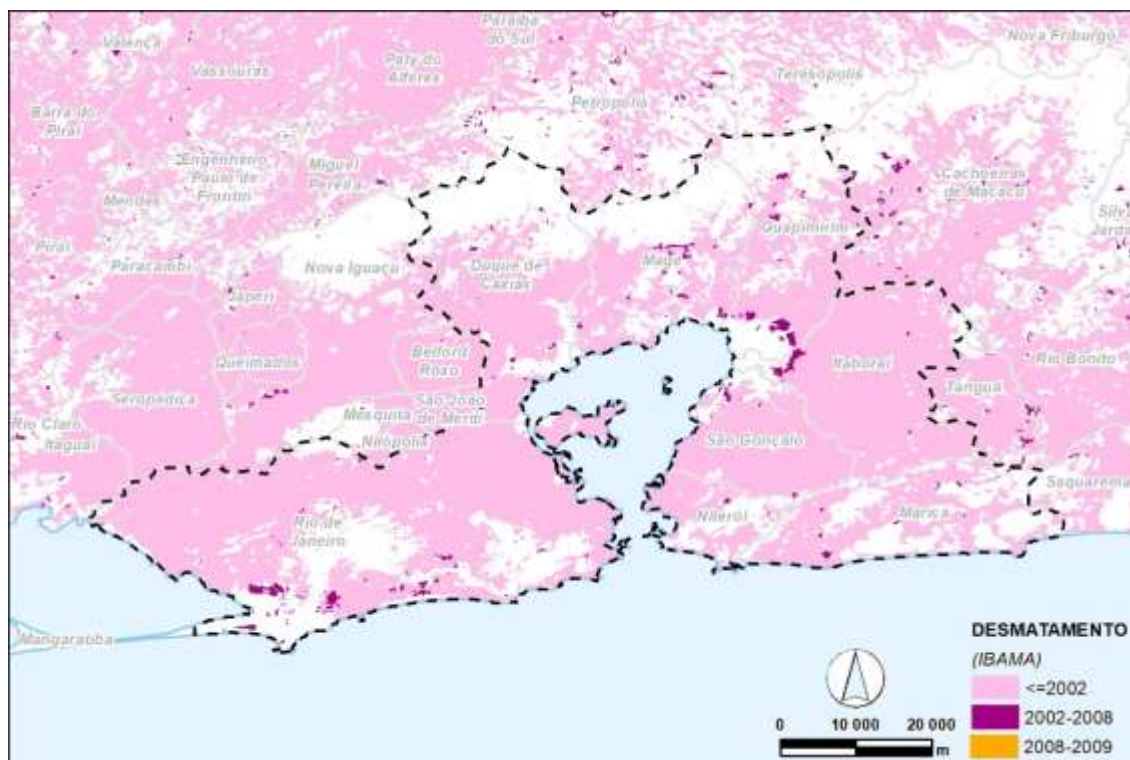 Paraíba
do Sul
Valença
Nova Friburgo
Vassouras
Paty do
Alferes
Teresópolis
Petrópolis
Barra do
Piraí
Engenheiro
Paulo de
Frontin
Miguel
Pereira
Mendes
Cachoeiras
de Macacu
Silva
Jardim
Guapimirim
Piraí
Paracambi
Nova Iguaçu
Duque de
Caxias
Magé
Japeri
Queimados
Belford
Roxo
Itaboraí
Rio Bonito
Tanguá
Seropédica
Mesquita
São João
de Meriti
Rio Claro
Itaguaí
Nilópolis
São Gonçalo
Saquarema
Niterói
Maricá
Rio de
Janeiro
Mangaratiba
DESMATAMENTO
(IBAMA)
<=2002
2002-2008
2008-2009
0 10 000 20 000
m